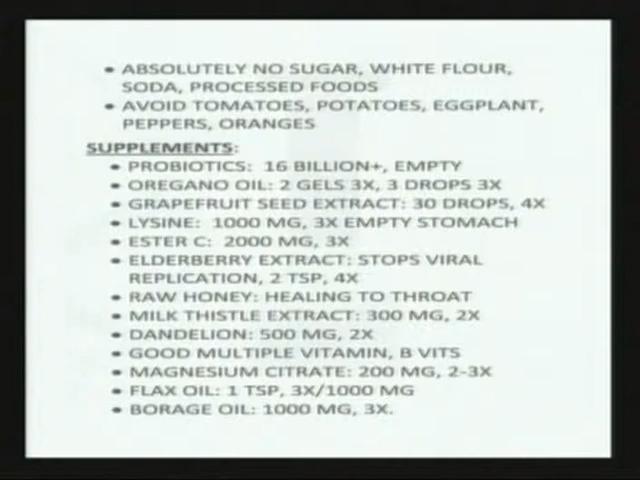 • ABSOLUTELY NO SUGAR, WHITE FLOUR,
SODA, PROCESSED FOODS
• AVOID TOMATOES, POTATOES, EGGPLANT,
PEPPERS, ORANGES
SUPPLEMENTS:
• PROBIOTICS: 16 BILLION+, EMPTY
• OREGANO OIL: 2 GELS 3X, 3 DROPS 3X
• GRAPEFRUIT SEED EXTRACT: 30 DROPS, 4X
• LYSINE: 1000 MG, 3X EMPTY STOMACH
• ESTER C: 2000 MG, 3X
• ELDERBERRY EXTRACT: STOPS VIRAL
REPLICATION, 2 TSP, 4X
• RAW HONEY: HEALING TO THROAT
• MILK THISTLE EXTRACT: 300 MG, 2X
• DANDELION: 500 MG, 2X
• GOOD MULTIPLE VITAMIN, B VITS
• MAGNESIUM CITRATE: 200 MG, 2-3X
• FLAX OIL: 1 TSP, 3X/1000 MG
• BORAGE OIL: 1000 MG, 3X.